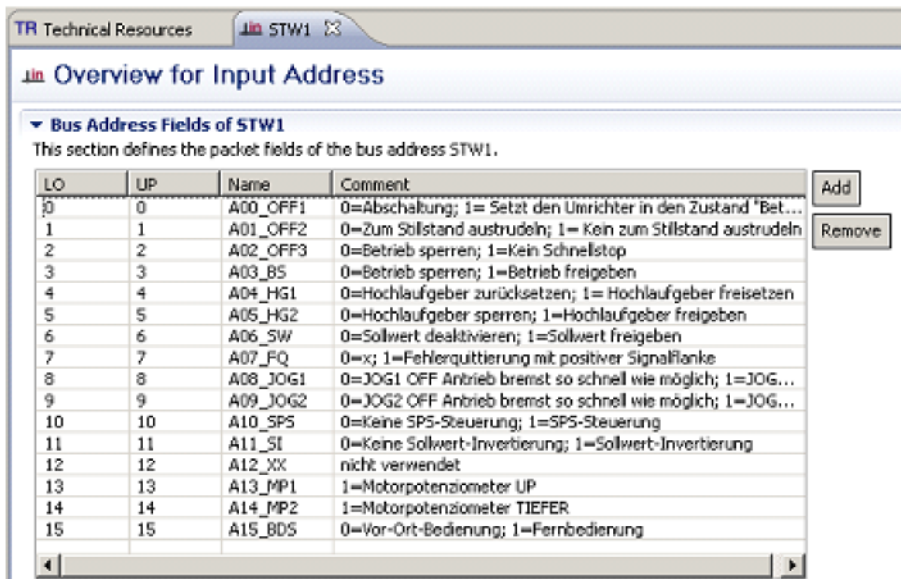 TR Technical Resources
STW1
Overview for Input Address
Bus Address Fields of STW1
This section defines the packet fields of the bus address STW1.
LO UP Name Comment
Add
0 0 A00_OFF1 0=Abschaltung; 1= Setzt den Umrichter in den Zustand "Bet...
1 1 A01_OFF2 0=Zum Stillstand austrudeln; 1= Kein zum Stillstand austrudeln
Remove
2 2 A02_OFF3 0=Betrieb sperren; 1=Kein Schnellstop
3 3 A03_BS 0=Betrieb sperren; 1=Betrieb freigeben
4 4 A04_HG1 0=Hochlaufgeber zurücksetzen; 1= Hochlaufgeber freisetzen
5 5 A05_HG2 0=Hochlaufgeber sperren; 1=Hochlaufgeber freigeben
6 6 A06_SW 0=Sollwert deaktivieren; 1=Sollwert freigeben
7 7 A07_FQ 0=x; 1=Fehlerquittierung mit positiver Signalflanke
8 8 A08_JOG1 0=JOG1 OFF Antrieb bremst so schnell wie möglich; 1=JOG...
9 9 A09_JOG2 0=JOG2 OFF Antrieb bremst so schnell wie möglich; 1=JOG...
10 10 A10_SPS 0=Keine SPS-Steuerung; 1=SPS-Steuerung
11 11 A11_SI 0=Keine Sollwert-Invertierung; 1=Sollwert-Invertierung
12 12 A12_XX nicht verwendet
13 13 A13_MP1 1=Motorpotenziometer UP
14 14 A14_MP2 1=Motorpotenziometer TIEFER
15 15 A15_BDS 0=Vor-Ort-Bedienung; 1=Fernbedienung